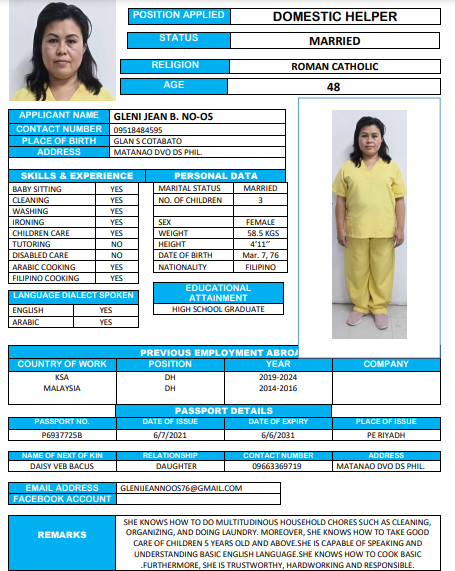 POSITION APPLIED DOMESTIC HELPER
STATUS MARRIED
RELIGION ROMAN CATHOLIC
AGE 48
APPLICANT NAME GLENI JEAN B. NO-OS
CONTACT NUMBER 09518484595
PLACE OF BIRTH GLAN S COTABATO
ADDRESS MATANAO DVO DS PHIL.
SKILLS & EXPERIENCE
BABY SITTING YES
CLEANING YES
WASHING YES
IRONING YES
CHILDREN CARE YES
TUTORING NO
DISABLED CARE NO
ARABIC COOKING YES
FILIPINO COOKING YES
LANGUAGE DIALECT SPOKEN
ENGLISH YES
ARABIC YES
PERSONAL DATA
MARITAL STATUS MARRIED
NO. OF CHILDREN 3
SEX FEMALE
WEIGHT 58.5 KGS
HEIGHT 4'11''
DATE OF BIRTH Mar. 7, 76
NATIONALITY FILIPINO
EDUCATIONAL
ATTAINMENT
HIGH SCHOOL GRADUATE
PREVIOUS EMPLOYMENT ABROA
COUNTRY OF WORK POSITION YEAR COMPANY
KSA DH 2019-2024
MALAYSIA DH 2014-2016
PASSPORT DETAILS
PASSPORT NO. DATE OF ISSUE DATE OF EXPIRY PLACE OF ISSUE
P6937725B 6/7/2021 6/6/2031 PE RIYADH
NAME OF NEXT OF KIN RELATIONSHIP CONTACT NUMBER ADDRESS
DAISY VEB BACUS DAUGHTER 09663369719 MATANAO DVO DS PHIL.
EMAIL ADDRESS GLENIJEANNOOS76@GMAIL.COM
FACEBOOK ACCOUNT
REMARKS
SHE KNOWS HOW TO DO MULTITUDINOUS HOUSEHOLD CHORES SUCH AS CLEANING,
ORGANIZING, AND DOING LAUNDRY. MOREOVER, SHE KNOWS HOW TO TAKE GOOD
CARE OF CHILDREN 5 YEARS OLD AND ABOVE.SHE IS CAPABLE OF SPEAKING AND
UNDERSTANDING BASIC ENGLISH LANGUAGE.SHE KNOWS HOW TO COOK BASIC
.FURTHERMORE, SHE IS TRUSTWORTHY, HARDWORKING AND RESPONSIBLE.